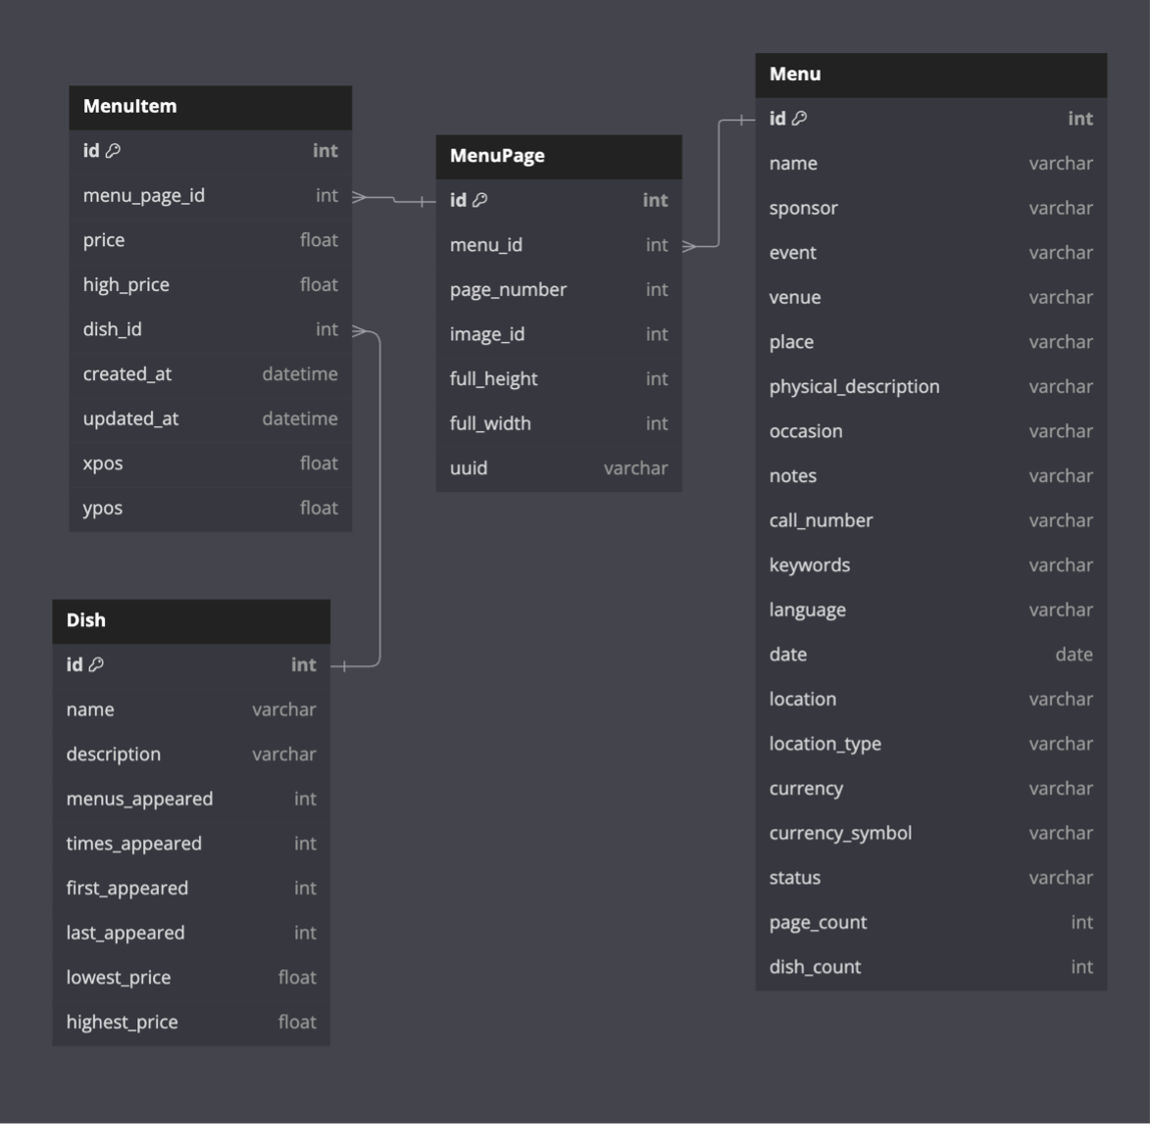 MenuItem
id int
menu_page_id int
price float
high_price float
dish_id int
created_at datetime
updated_at datetime
xpos float
ypos float
MenuPage
id int
menu_id int
page_number int
image_id int
full_height int
full_width int
uuid varchar
Menu
id int
name varchar
sponsor varchar
event varchar
venue varchar
place varchar
physical_description varchar
occasion varchar
notes varchar
call_number varchar
keywords varchar
language varchar
date date
location varchar
location_type varchar
currency varchar
currency_symbol varchar
status varchar
page_count int
dish_count int
Dish
id int
name varchar
description varchar
menus_appeared int
times_appeared int
first_appeared int
last_appeared int
lowest_price float
highest_price float